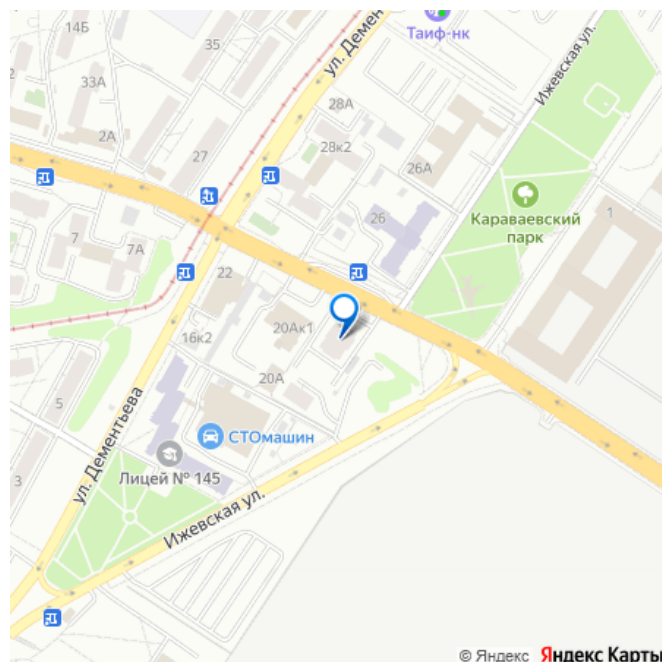 14Б
35
ул. Демен
Таиф-нк
Ижевская ул.
33А
2А
27
28А
28к2
26А
26
Караваевский
парк
1
7
7А
22
16к2
20Ак1
20А
5
3
ул. Дементьева
СТОмашин
Лицей № 145
Ижевская ул.
© Яндекс Яндекс Карты